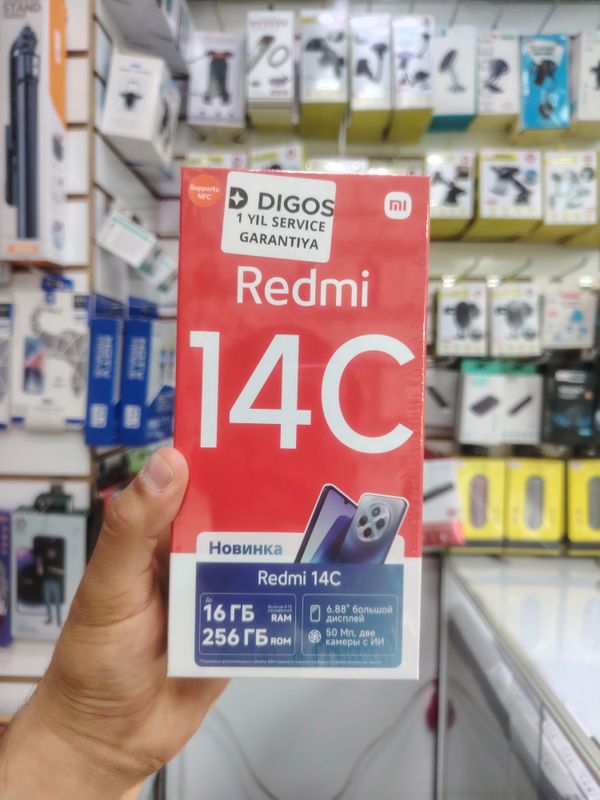 STAND
Supports
NFC
DIGOS
1 YIL SERVICE
GARANTIYA
mi
Redmi
14C
Новинка
Redmi 14C
До
16 ГБ RAM
256 ГБ ROM
6.88" большой
дисплей
50 Мп, две
камеры с ИИ